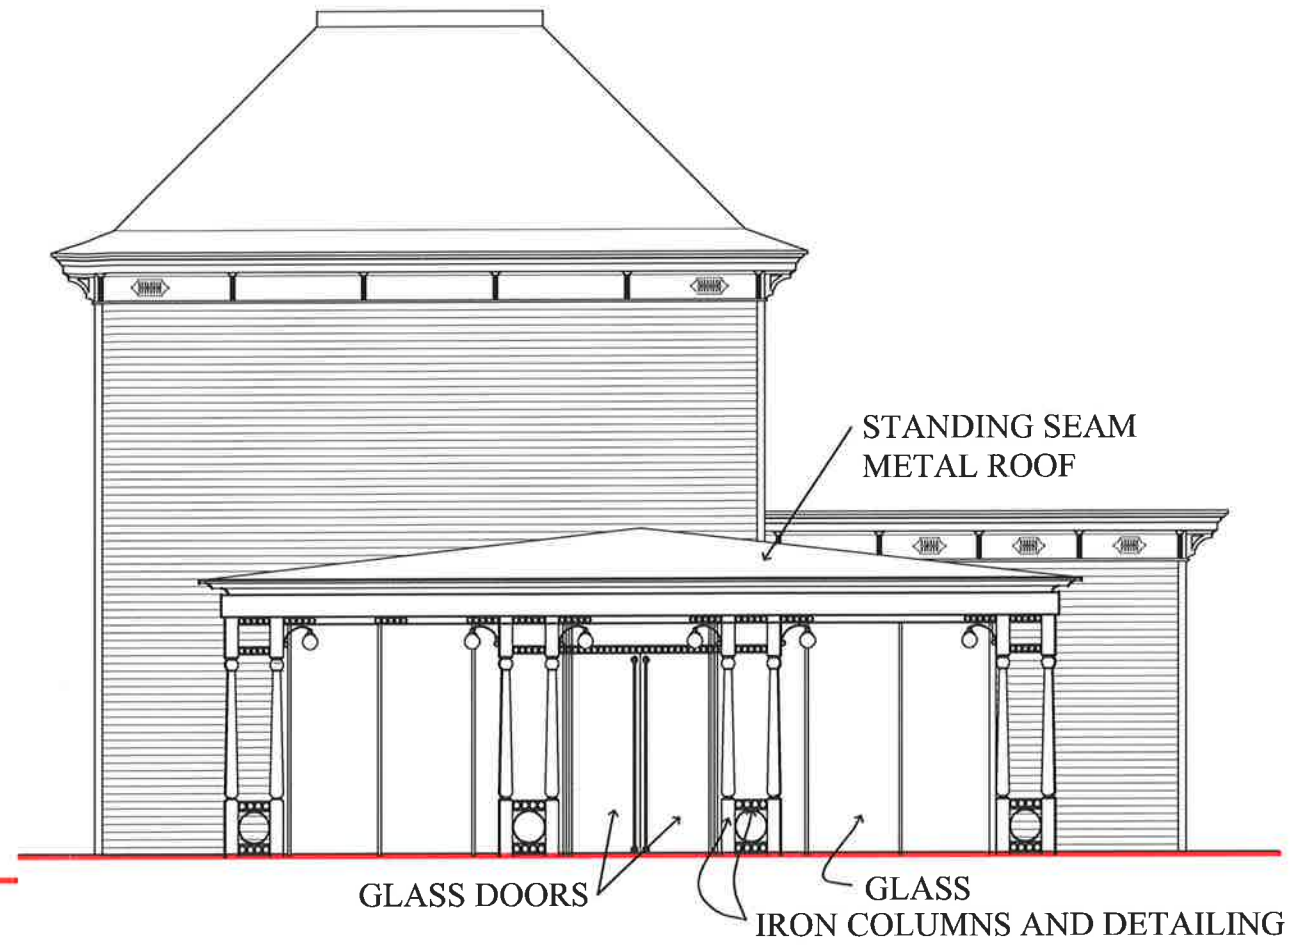 STANDING SEAM
METAL ROOF
GLASS DOORS
GLASS
IRON COLUMNS AND DETAILING